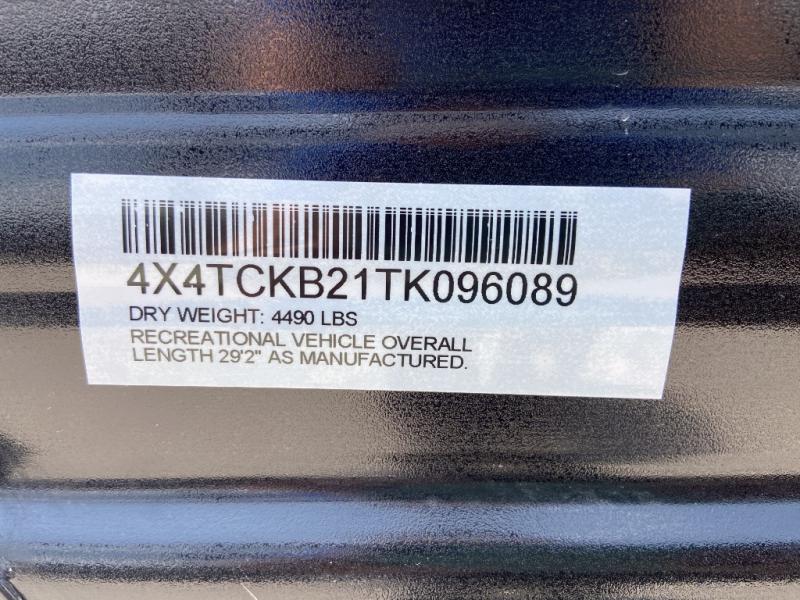 4X4TCKB21TK096089
DRY WEIGHT: 4490 LBS
RECREATIONAL VEHICLE OVERALL
LENGTH 29'2" AS MANUFACTURED.